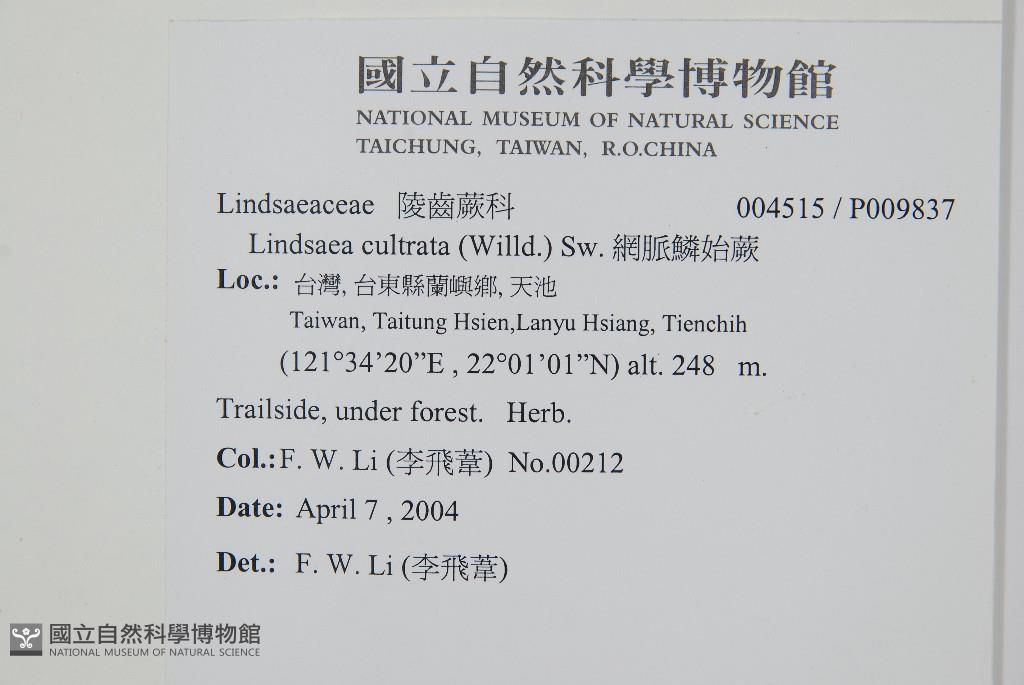 國立自然科學博物館
NATIONAL MUSEUM OF NATURAL SCIENCE
TAICHUNG, TAIWAN, R.O.CHINA
Lindsaeaceae 陵齒蕨科 004515 / P009837
Lindsaea cultrata (Willd.) Sw. 網脈鱗始蕨
Loc.: 台灣, 台東縣蘭嶼鄉, 天池
Taiwan, Taitung Hsien,Lanyu Hsiang, Tienchih
(121°34’20”E , 22°01’01”N) alt. 248 m.
Trailside, under forest. Herb.
Col.:F. W. Li (李飛葦) No.00212
Date: April 7 , 2004
Det.: F. W. Li (李飛葦)
國立自然科學博物館
NATIONAL MUSEUM OF NATURAL SCIENCE